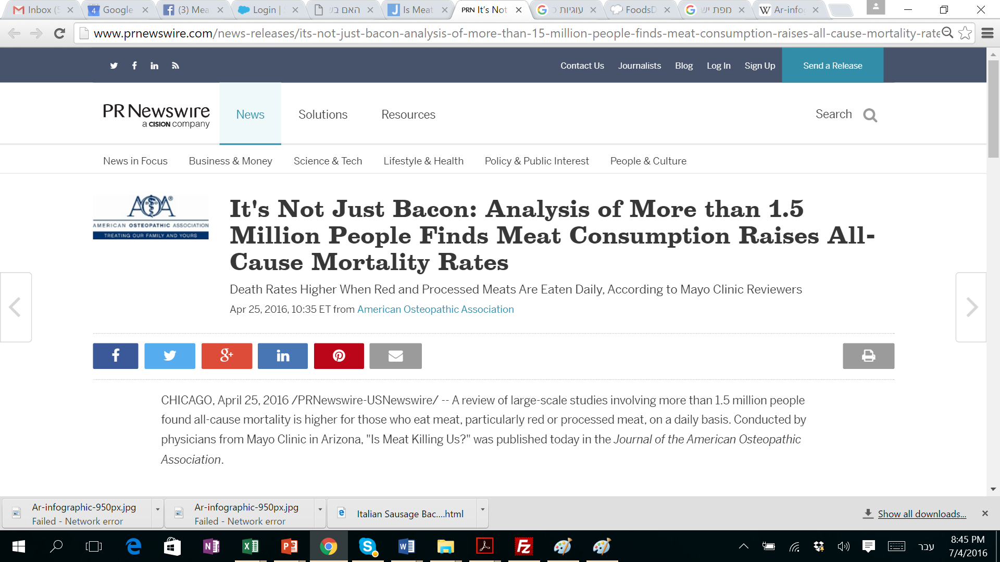 Inbox (5
Google
(3) Mea
Login |
האם בש
Is Meat
PRN It's Not
עוגיות כ
FoodsD
מפת יש
Ar-info
www.prnewswire.com/news-releases/its-not-just-bacon-analysis-of-more-than-15-million-people-finds-meat-consumption-raises-all-cause-mortality-rate
Contact Us Journalists Blog Log In Sign Up Send a Release
PR Newswire
a CISION company
News Solutions Resources Search
News in Focus Business & Money Science & Tech Lifestyle & Health Policy & Public Interest People & Culture
AOA®
AMERICAN OSTEOPATHIC ASSOCIATION
TREATING OUR FAMILY AND YOURS
It's Not Just Bacon: Analysis of More than 1.5
Million People Finds Meat Consumption Raises All-
Cause Mortality Rates
Death Rates Higher When Red and Processed Meats Are Eaten Daily, According to Mayo Clinic Reviewers
Apr 25, 2016, 10:35 ET from American Osteopathic Association
CHICAGO, April 25, 2016 /PRNewswire-USNewswire/ -- A review of large-scale studies involving more than 1.5 million people
found all-cause mortality is higher for those who eat meat, particularly red or processed meat, on a daily basis. Conducted by
physicians from Mayo Clinic in Arizona, "Is Meat Killing Us?" was published today in the Journal of the American Osteopathic
Association.
Ar-infographic-950px.jpg
Failed - Network error
Ar-infographic-950px.jpg
Failed - Network error
Italian Sausage Bac....html
Show all downloads...
עבר
8:45 PM
7/4/2016